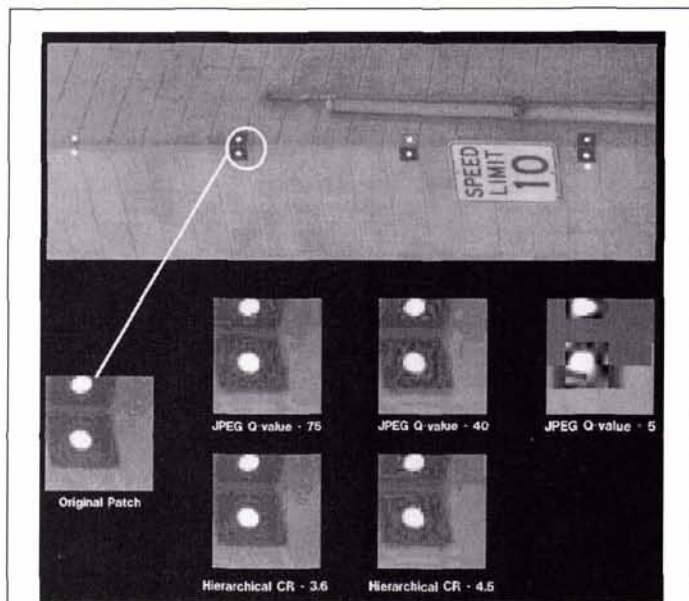 SPEED
LIMIT
10
JPEG Q-value - 75
JPEG Q-value - 40
JPEG Q-value - 5
Original Patch
Hierarchical CR - 3.6
Hierarchical CR - 4.5